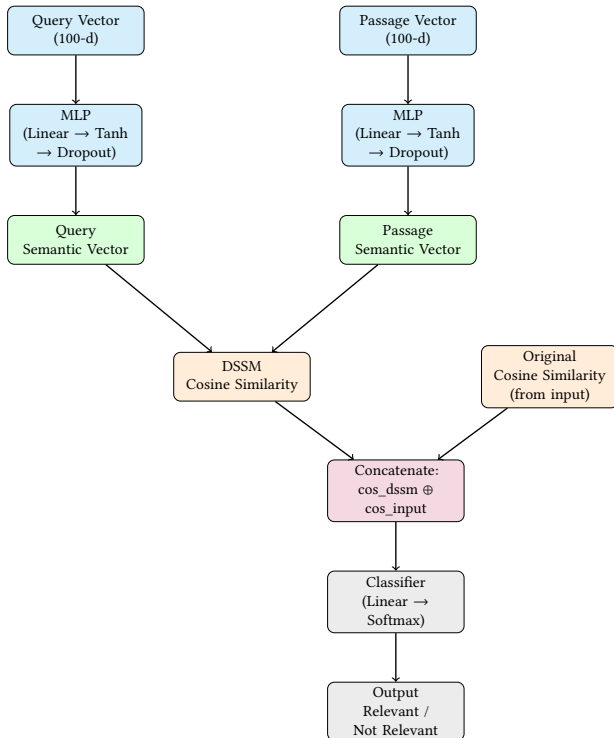 Query Vector
(100-d)
Passage Vector
(100-d)
MLP
(Linear → Tanh
→ Dropout)
MLP
(Linear → Tanh
→ Dropout)
Query
Semantic Vector
Passage
Semantic Vector
DSSM
Cosine Similarity
Original
Cosine Similarity
(from input)
Concatenate:
cos_dssm ⊕
cos_input
Classifier
(Linear →
Softmax)
Output
Relevant /
Not Relevant